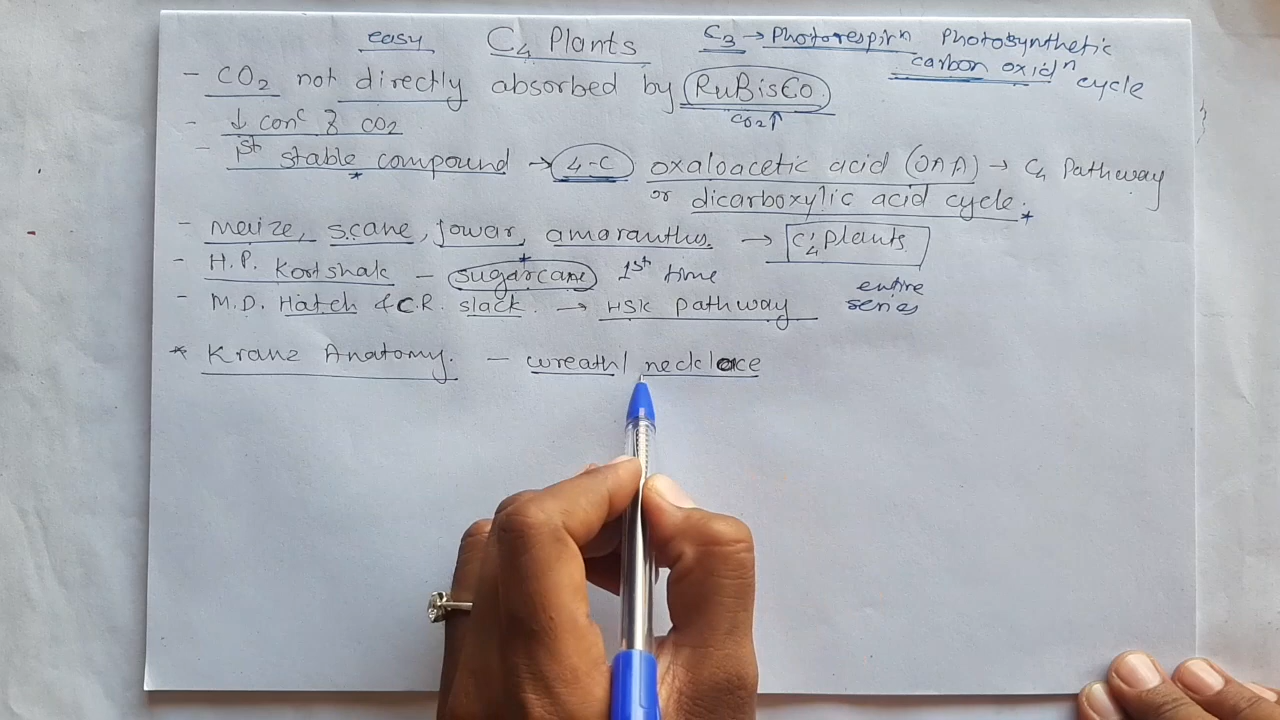 easy C4 Plants C3 → Photorespirⁿ Photosynthetic
carbon oxidⁿ cycle
- CO2 not directly absorbed by RuBisCo
CO2↑
- ↓ concⁿ of CO2
- 1st stable compound → 4-C oxaloacetic acid (OAA) → C4 Pathway
or dicarboxylic acid cycle.*
- maize, s.cane, jowar, amaranthus → C4 plants
- H.P. Kortshak - sugarcane 1st time
entire series
- M.D. Hatch & C.R. slack. → HSK pathway
* Kranz Anatomy. - wreath/ necklace